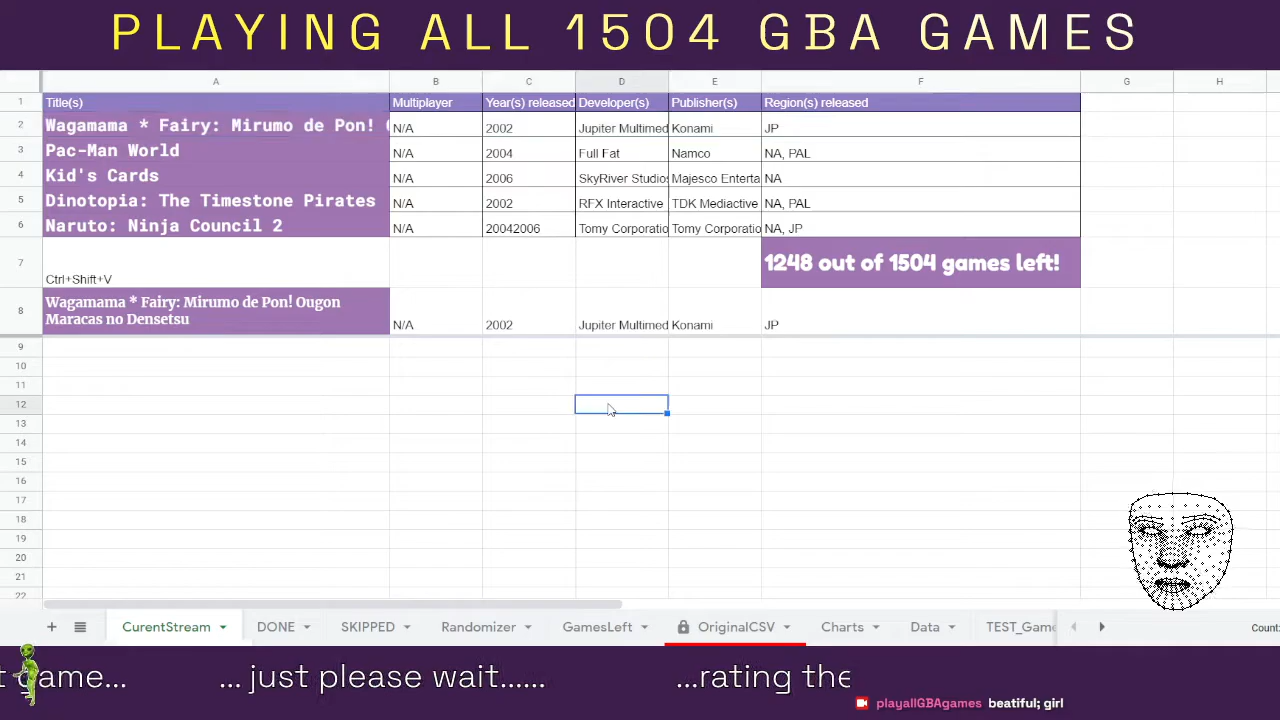 PLAYING ALL 1504 GBA GAMES
A B C D E F G H
1 Title(s) Multiplayer Year(s) released Developer(s) Publisher(s) Region(s) released
2 Wagamama * Fairy: Mirumo de Pon! N/A 2002 Jupiter Multimed Konami JP
3 Pac-Man World N/A 2004 Full Fat Namco NA, PAL
4 Kid's Cards N/A 2006 SkyRiver Studios Majesco Enterta NA
5 Dinotopia: The Timestone Pirates N/A 2002 RFX Interactive TDK Mediactive NA, PAL
6 Naruto: Ninja Council 2 N/A 20042006 Tomy Corporatio Tomy Corporatio NA, JP
7 Ctrl+Shift+V 1248 out of 1504 games left!
8 Wagamama * Fairy: Mirumo de Pon! Ougon
Maracas no Densetsu N/A 2002 Jupiter Multimed Konami JP
9
10
11
12
13
14
15
16
17
18
19
20
21
22
+ CurentStream DONE SKIPPED Randomizer GamesLeft OriginalCSV Charts Data TEST_Game Count:
t game... ... just please wait...... ...rating the
playallGBAgames beatiful; girl